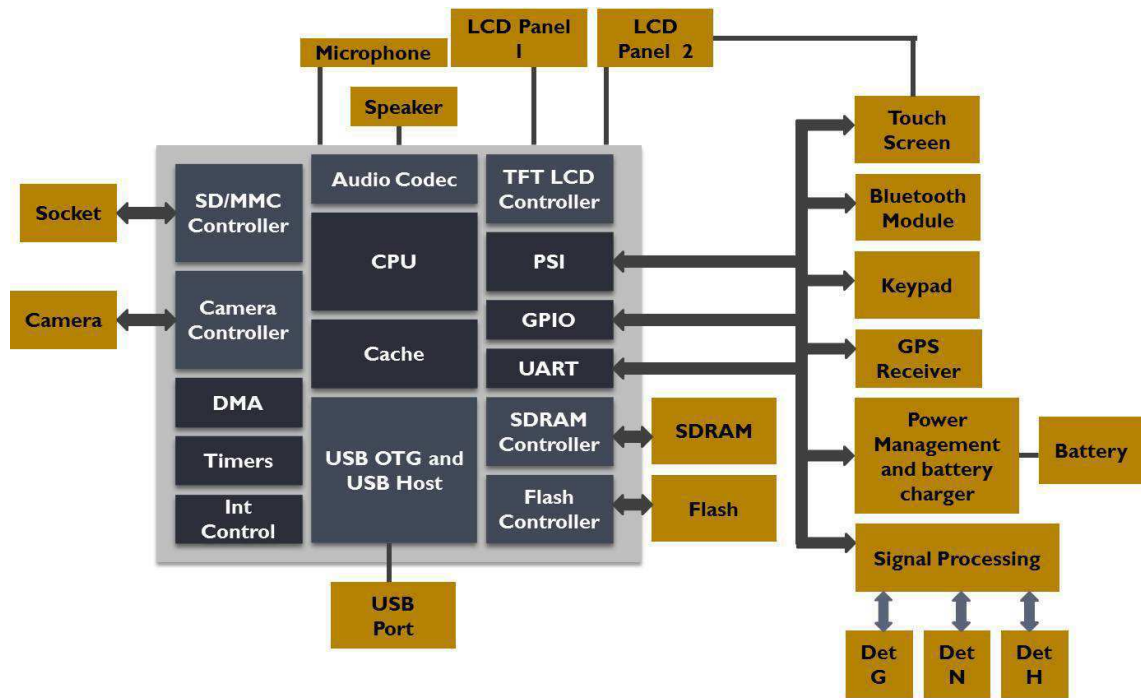 LCD Panel
1
LCD
Panel 2
Microphone
Speaker
Touch
Screen
Audio Codec
TFT LCD
Controller
SD/MMC
Controller
Socket
Bluetooth
Module
CPU
PSI
Keypad
Camera
Camera
Controller
GPIO
Cache
UART
GPS
Receiver
DMA
SDRAM
Controller
SDRAM
Power
Management
and battery
charger
Battery
Timers
USB OTG and
USB Host
Flash
Controller
Flash
Int
Control
Signal Processing
USB
Port
Det
G
Det
N
Det
H